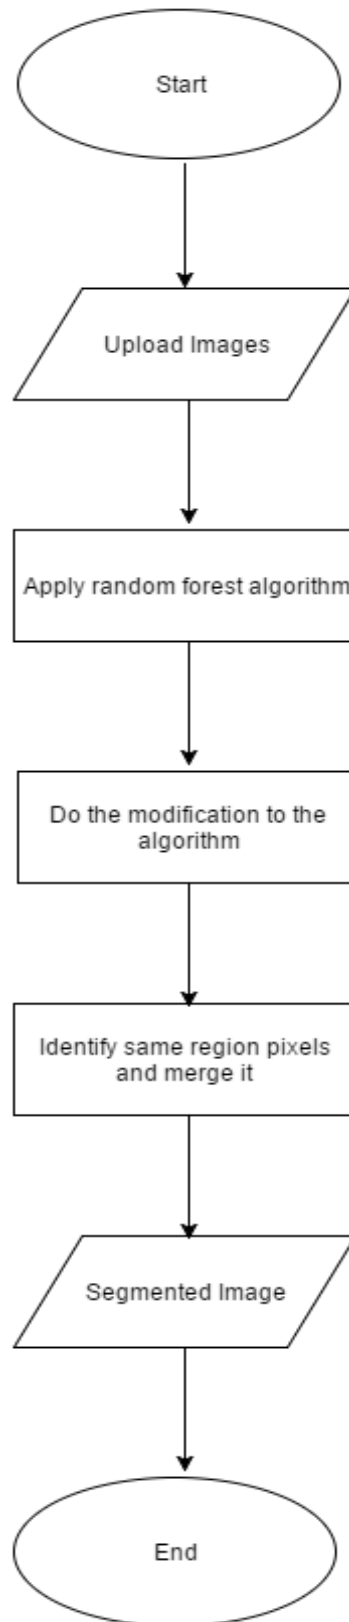 Start
Upload Images
Apply random forest algorithm
Do the modification to the
algorithm
Identify same region pixels
and merge it
Segmented Image
End